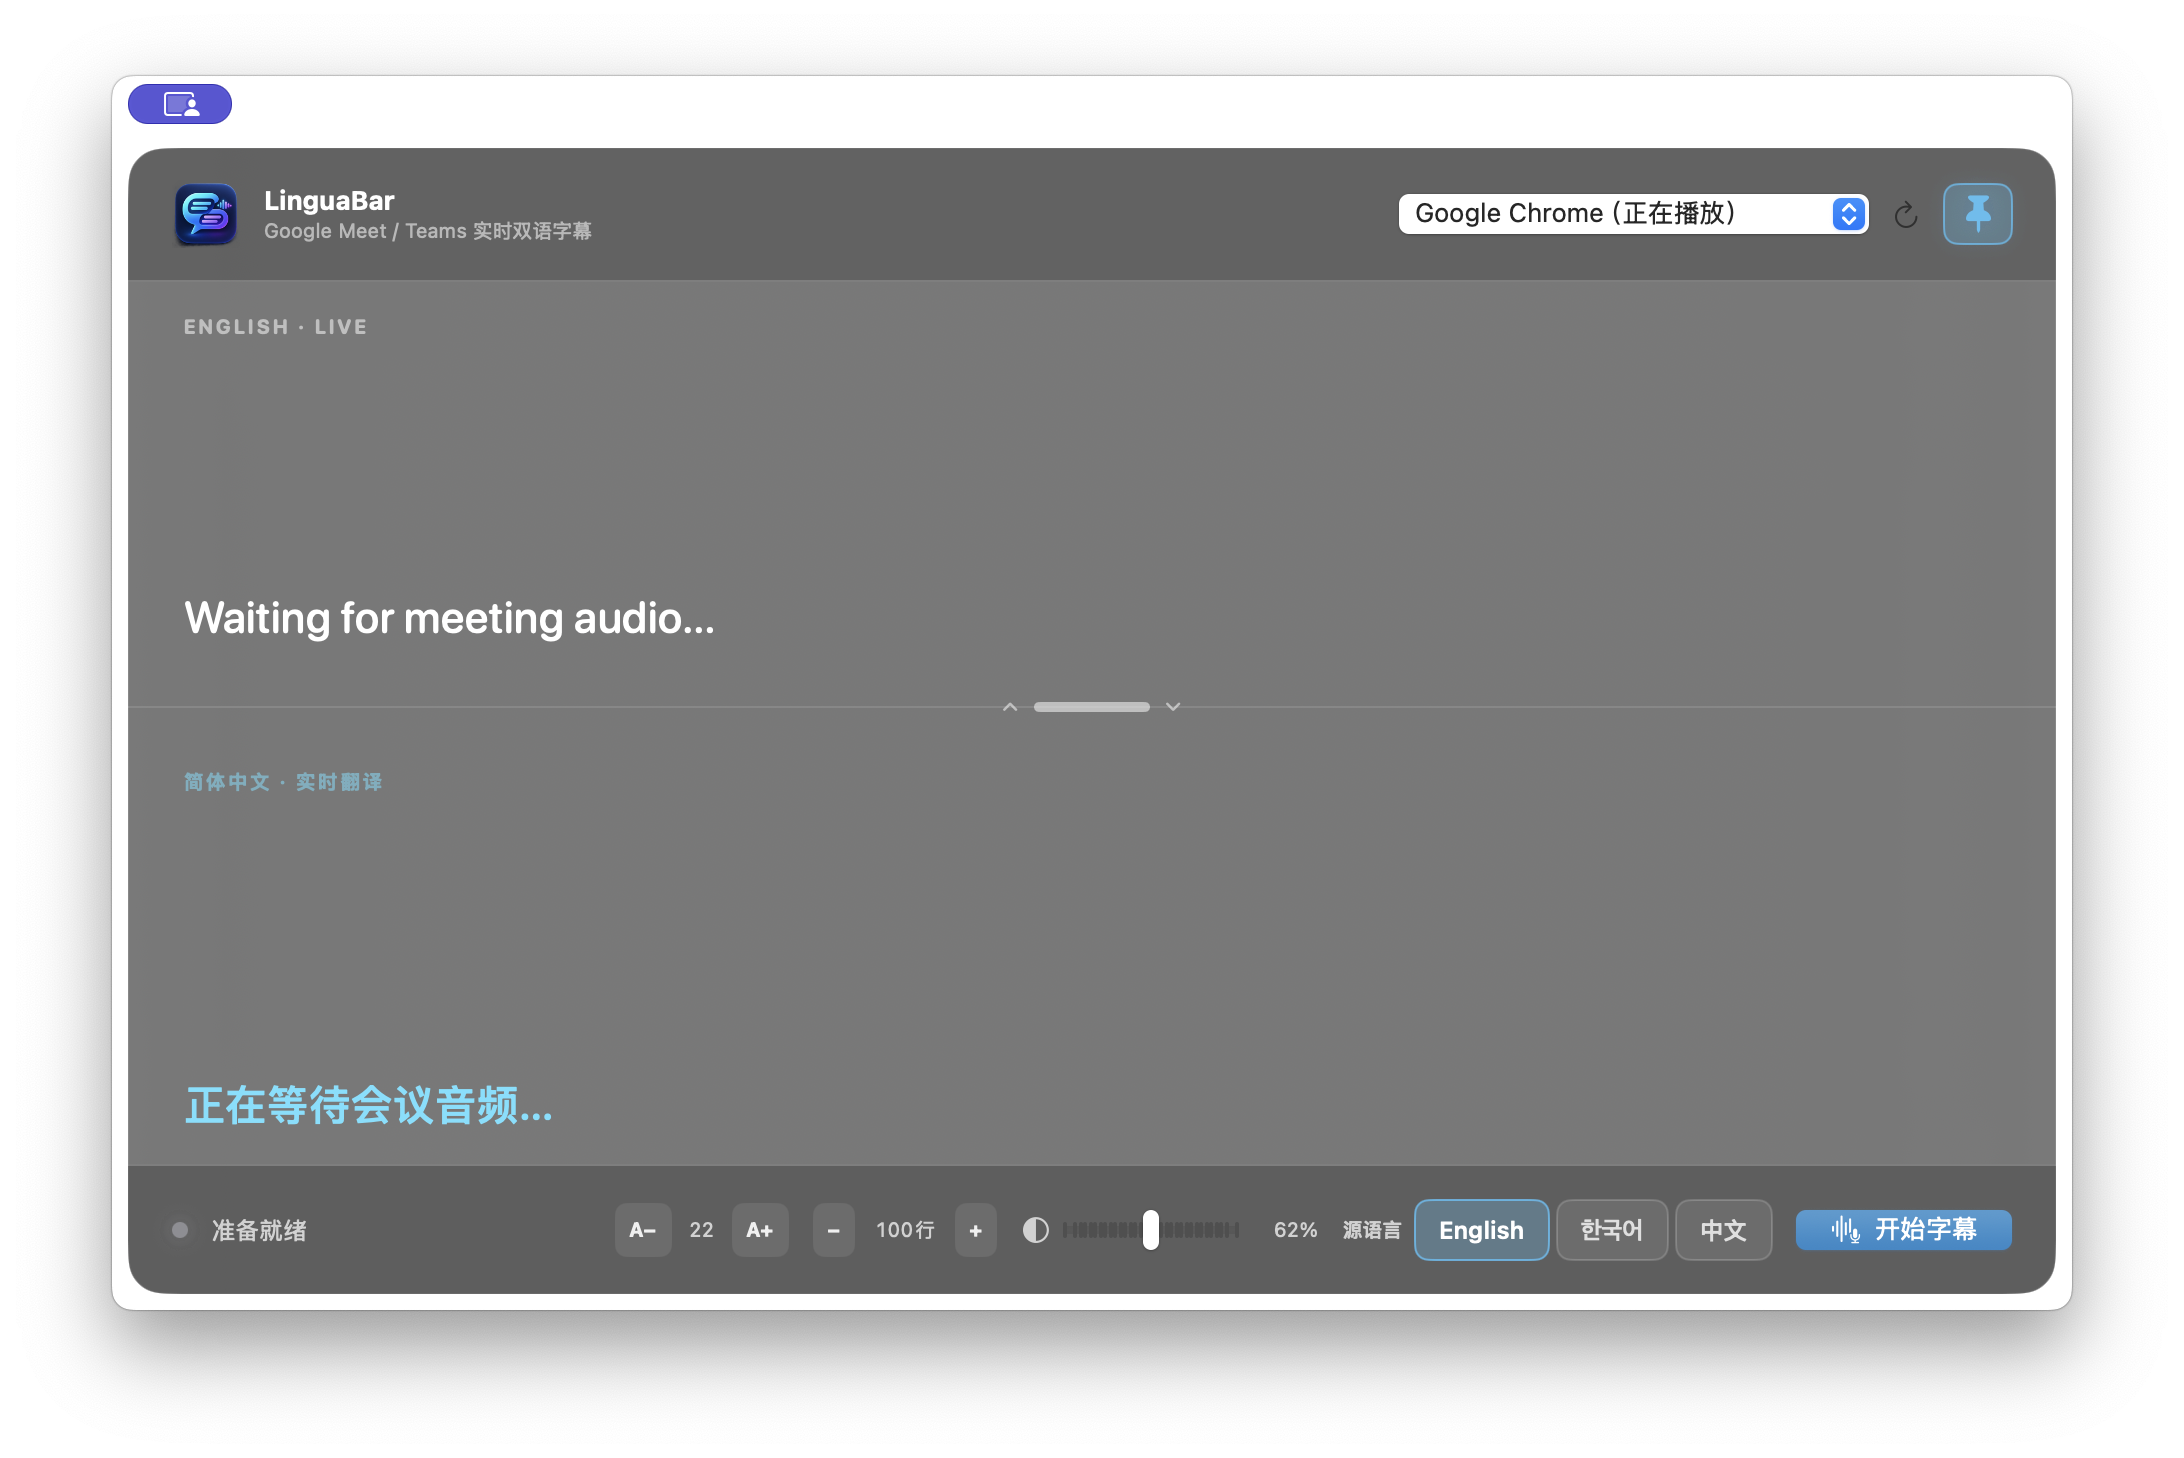 LinguaBar
Google Meet / Teams 实时双语字幕
Google Chrome (正在播放)
ENGLISH · LIVE
Waiting for meeting audio...
简体中文 · 实时翻译
正在等待会议音频...
准备就绪
A− 22 A+ − 100行 + 62% 源语言 English 한국어 中文 开始字幕